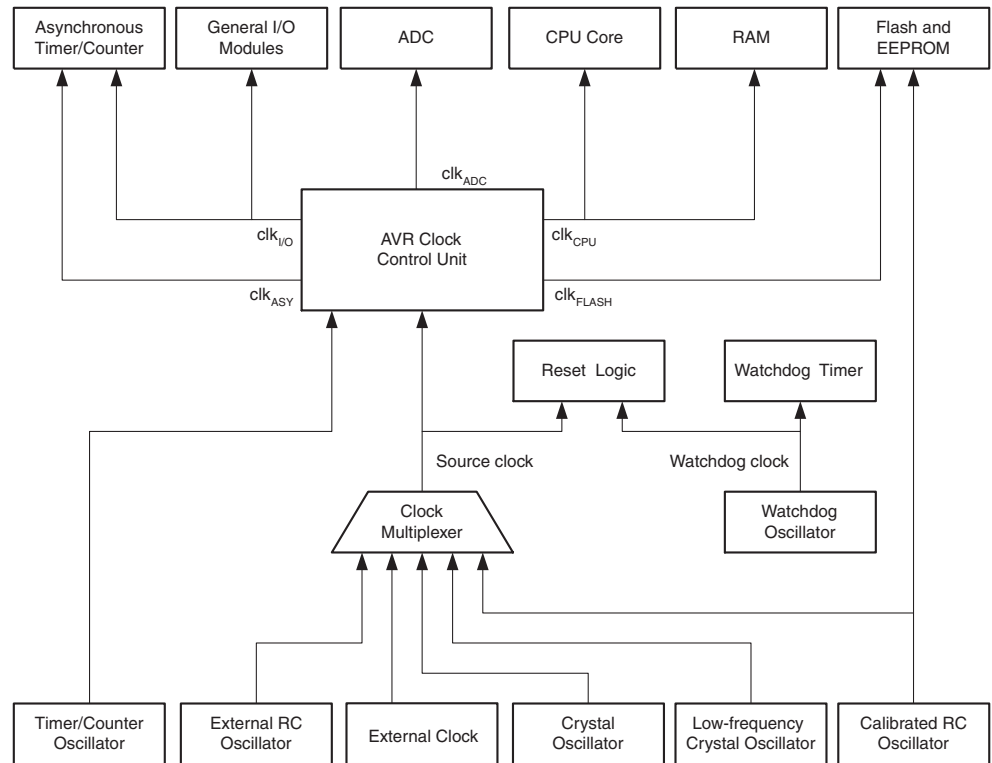 Asynchronous
Timer/Counter
General I/O
Modules
ADC
CPU Core
RAM
Flash and
EEPROM
clkADC
AVR Clock
Control Unit
clkI/O
clkCPU
clkASY
clkFLASH
Reset Logic
Watchdog Timer
Source clock
Watchdog clock
Clock
Multiplexer
Watchdog
Oscillator
Timer/Counter
Oscillator
External RC
Oscillator
External Clock
Crystal
Oscillator
Low-frequency
Crystal Oscillator
Calibrated RC
Oscillator